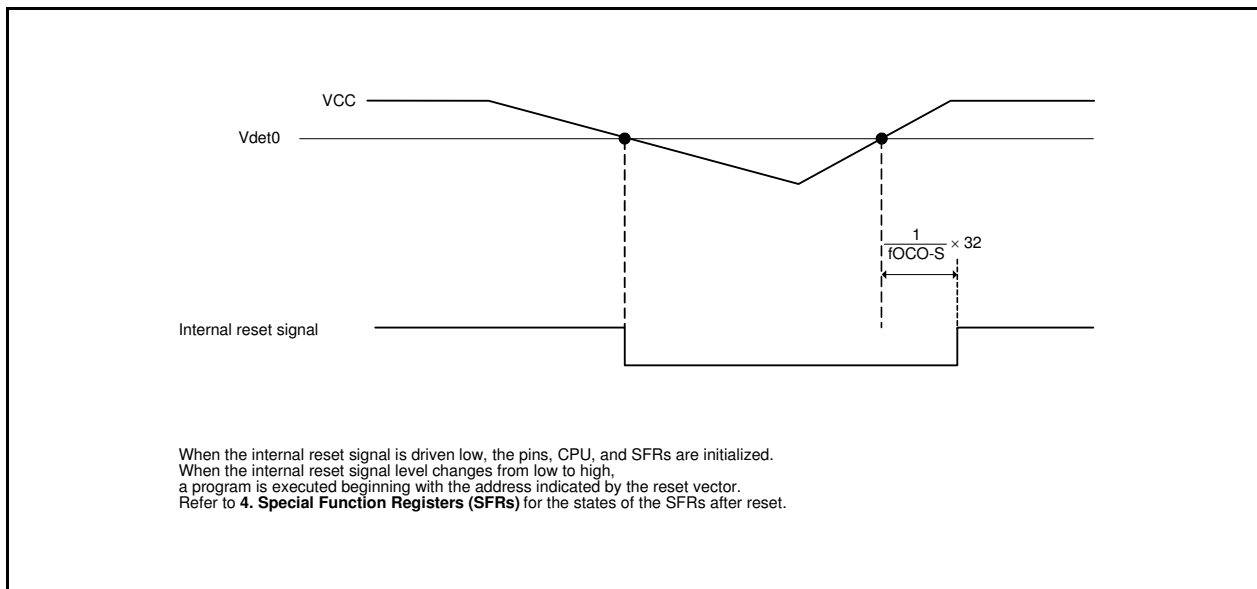 VCC
Vdet0
1
fOCO-S × 32
Internal reset signal
When the internal reset signal is driven low, the pins, CPU, and SFRs are initialized.
When the internal reset signal level changes from low to high,
a program is executed beginning with the address indicated by the reset vector.
Refer to 4. Special Function Registers (SFRs) for the states of the SFRs after reset.